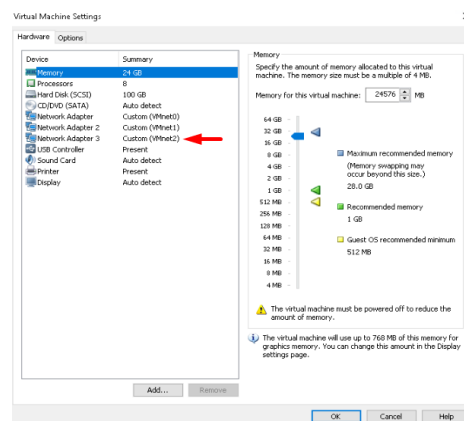 Virtual Machine Settings
Hardware Options
Device Summary
Memory 24 GB
Processors 8
Hard Disk (SCSI) 100 GB
CD/DVD (SATA) Auto detect
Network Adapter Custom (VMnet0)
Network Adapter 2 Custom (VMnet1)
Network Adapter 3 Custom (VMnet2)
USB Controller Present
Sound Card Auto detect
Printer Present
Display Auto detect
Add... Remove
Memory
Specify the amount of memory allocated to this virtual
machine. The memory size must be a multiple of 4 MB.
Memory for this virtual machine: 24576 MB
64 GB
32 GB
16 GB
8 GB
4 GB
2 GB
1 GB
512 MB
256 MB
128 MB
64 MB
32 MB
16 MB
8 MB
4 MB
Maximum recommended memory
(Memory swapping may
occur beyond this size.)
28.0 GB
Recommended memory
1 GB
Guest OS recommended minimum
512 MB
The virtual machine must be powered off to reduce the
amount of memory.
The virtual machine will use up to 768 MB of this memory for
graphics memory. You can change this amount in the Display
settings page.
OK Cancel Help